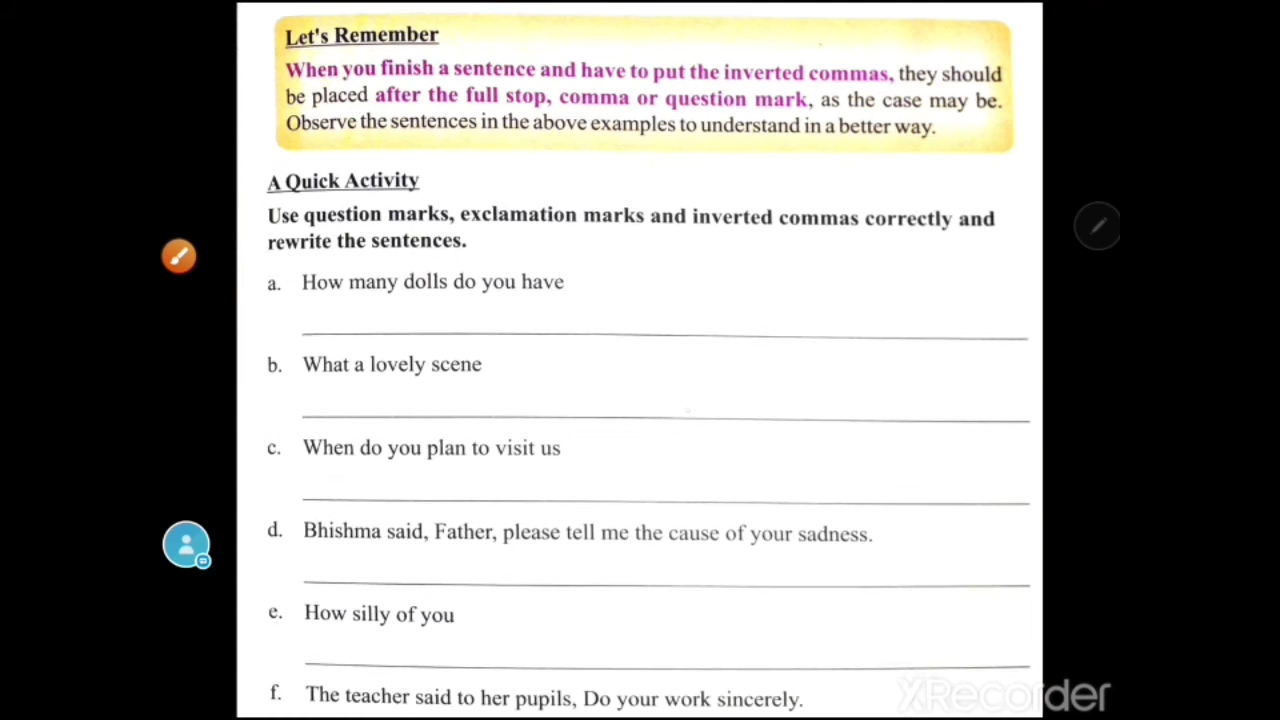 Let's Remember
When you finish a sentence and have to put the inverted commas, they should
be placed after the full stop, comma or question mark, as the case may be.
Observe the sentences in the above examples to understand in a better way.
A Quick Activity
Use question marks, exclamation marks and inverted commas correctly and
rewrite the sentences.
a. How many dolls do you have
b. What a lovely scene
c. When do you plan to visit us
d. Bhishma said, Father, please tell me the cause of your sadness.
e. How silly of you
f. The teacher said to her pupils, Do your work sincerely.
XRecorder